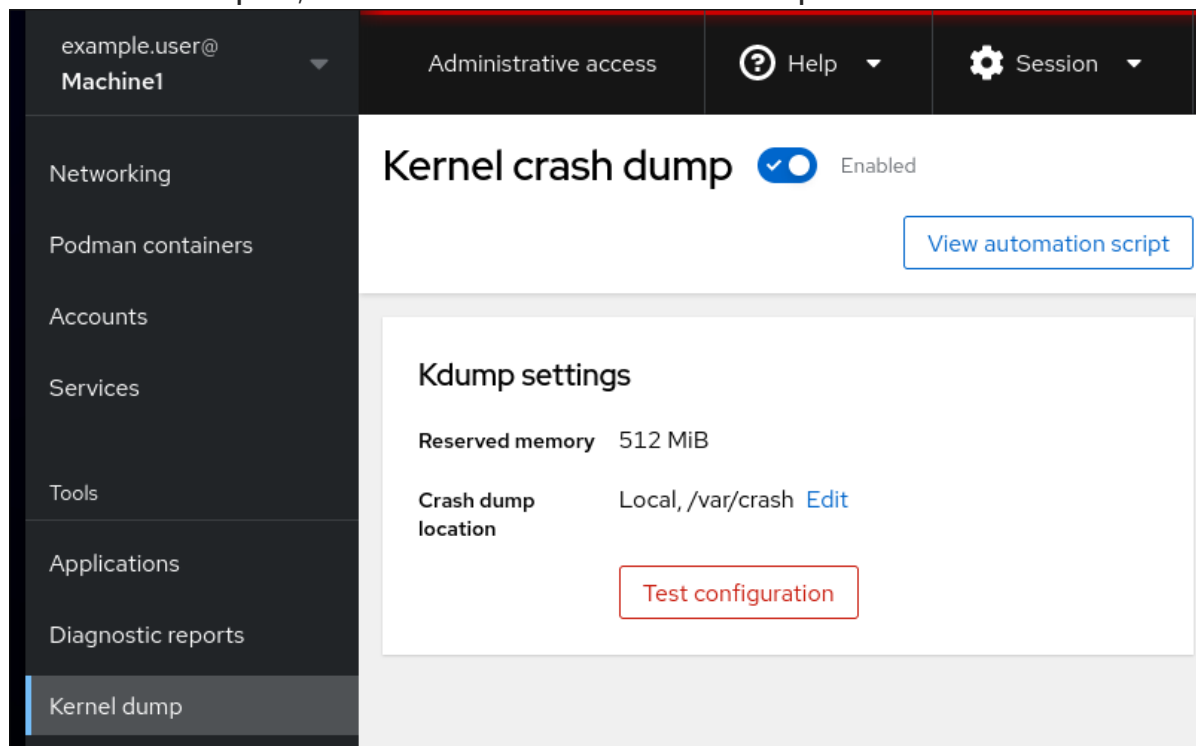 example.user@
Machine1
Administrative access
Help
Session
Networking
Podman containers
Accounts
Services
Tools
Applications
Diagnostic reports
Kernel dump
Kernel crash dump
Enabled
View automation script
Kdump settings
Reserved memory 512 MiB
Crash dump location Local, /var/crash Edit
Test configuration